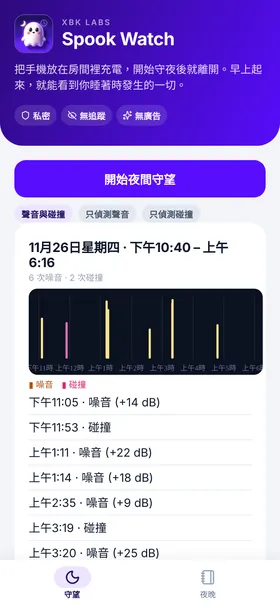 XBK LABS
Spook Watch
把手機放在房間裡充電，開始守夜後就離開。早上起
來，就能看到你睡著時發生的一切。
私密
無追蹤
無廣告
開始夜間守望
聲音與碰撞
只偵測聲音
只偵測碰撞
11月26日星期四 · 下午10:40 – 上午
6:16
6 次噪音 · 2 次碰撞
下午11時 下午12時 上午1時 上午2時 上午3時 上午4時 上午5時 上午6時
噪音 碰撞
下午11:05 · 噪音 (+14 dB)
下午11:53 · 碰撞
上午1:11 · 噪音 (+22 dB)
上午1:14 · 噪音 (+18 dB)
上午2:35 · 噪音 (+9 dB)
上午3:19 · 碰撞
上午3:20 · 噪音 (+25 dB)
守望
夜晚